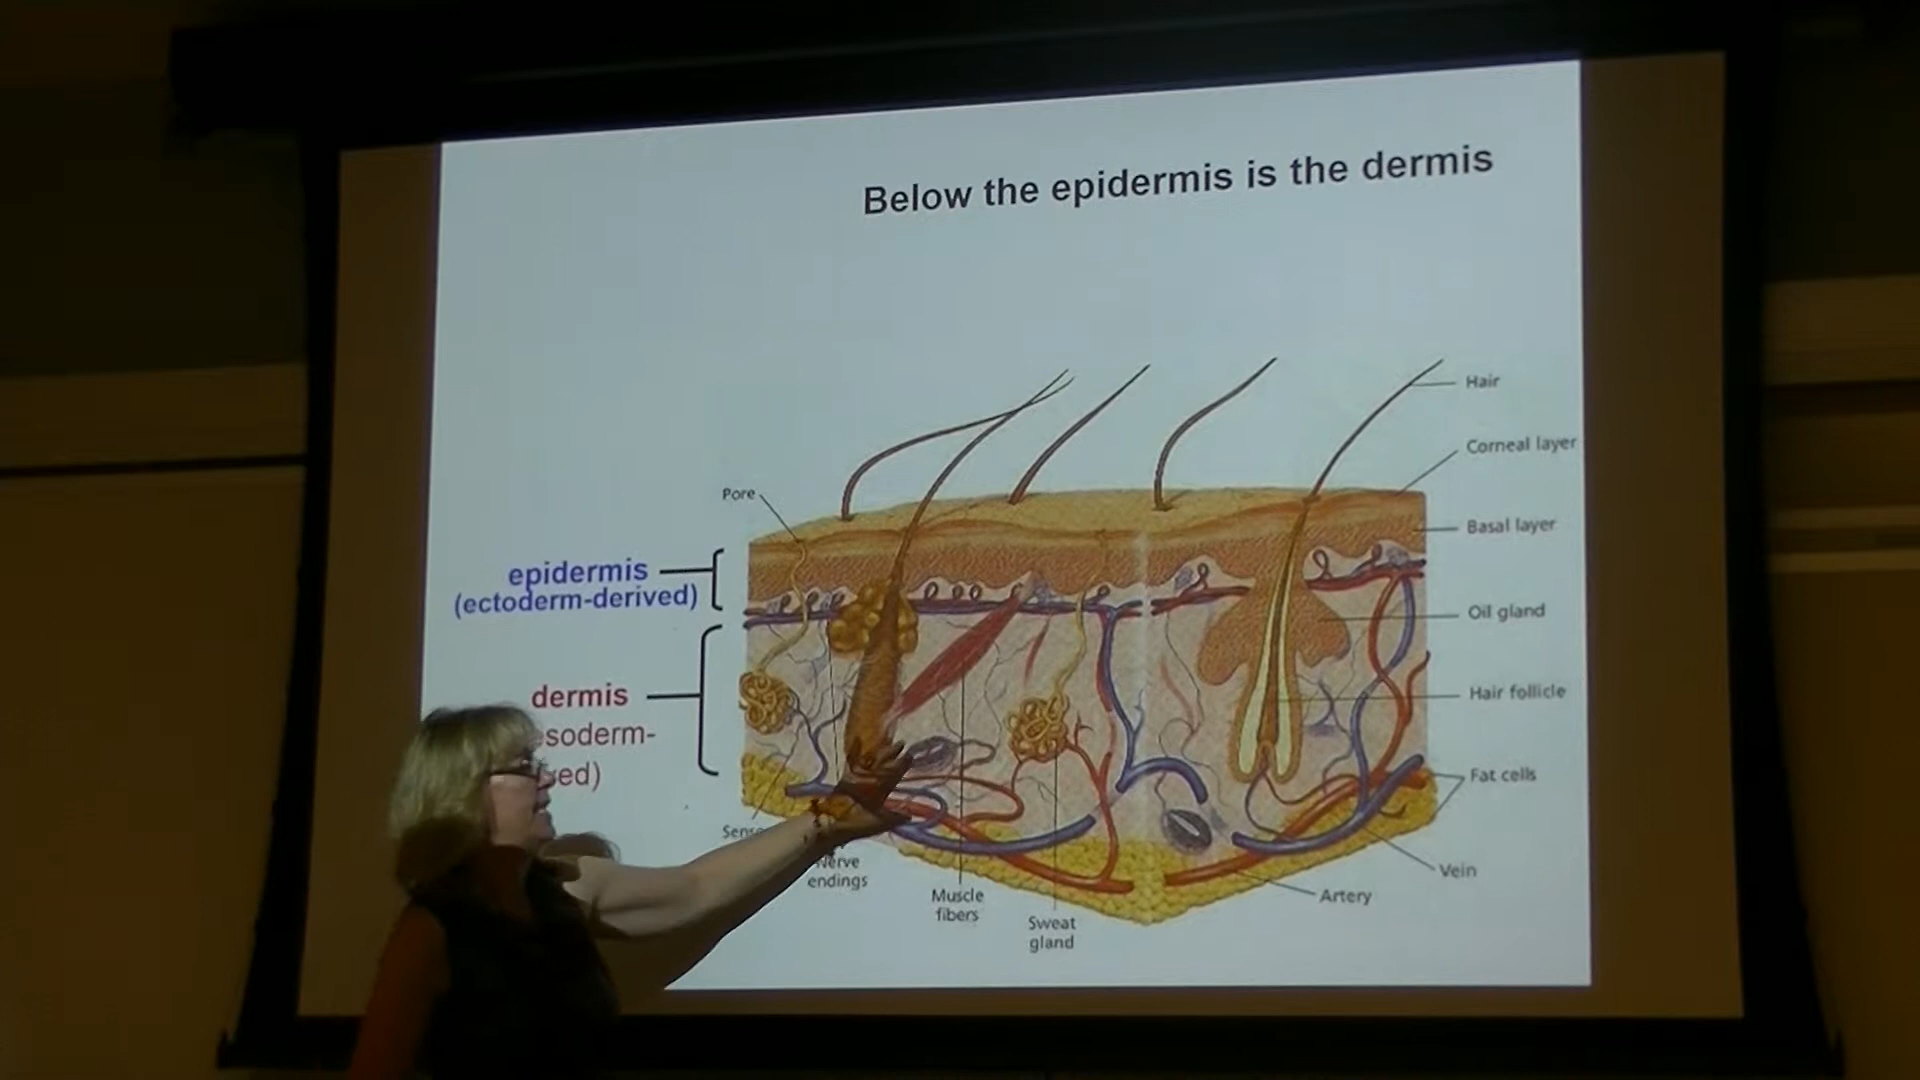 Below the epidermis is the dermis
Hair
Corneal layer
Pore
Basal layer
epidermis
(ectoderm-derived)
Oil gland
dermis
Hair follicle
Fat cells
Nerve
endings
Vein
Muscle
fibers
Artery
Sweat
gland